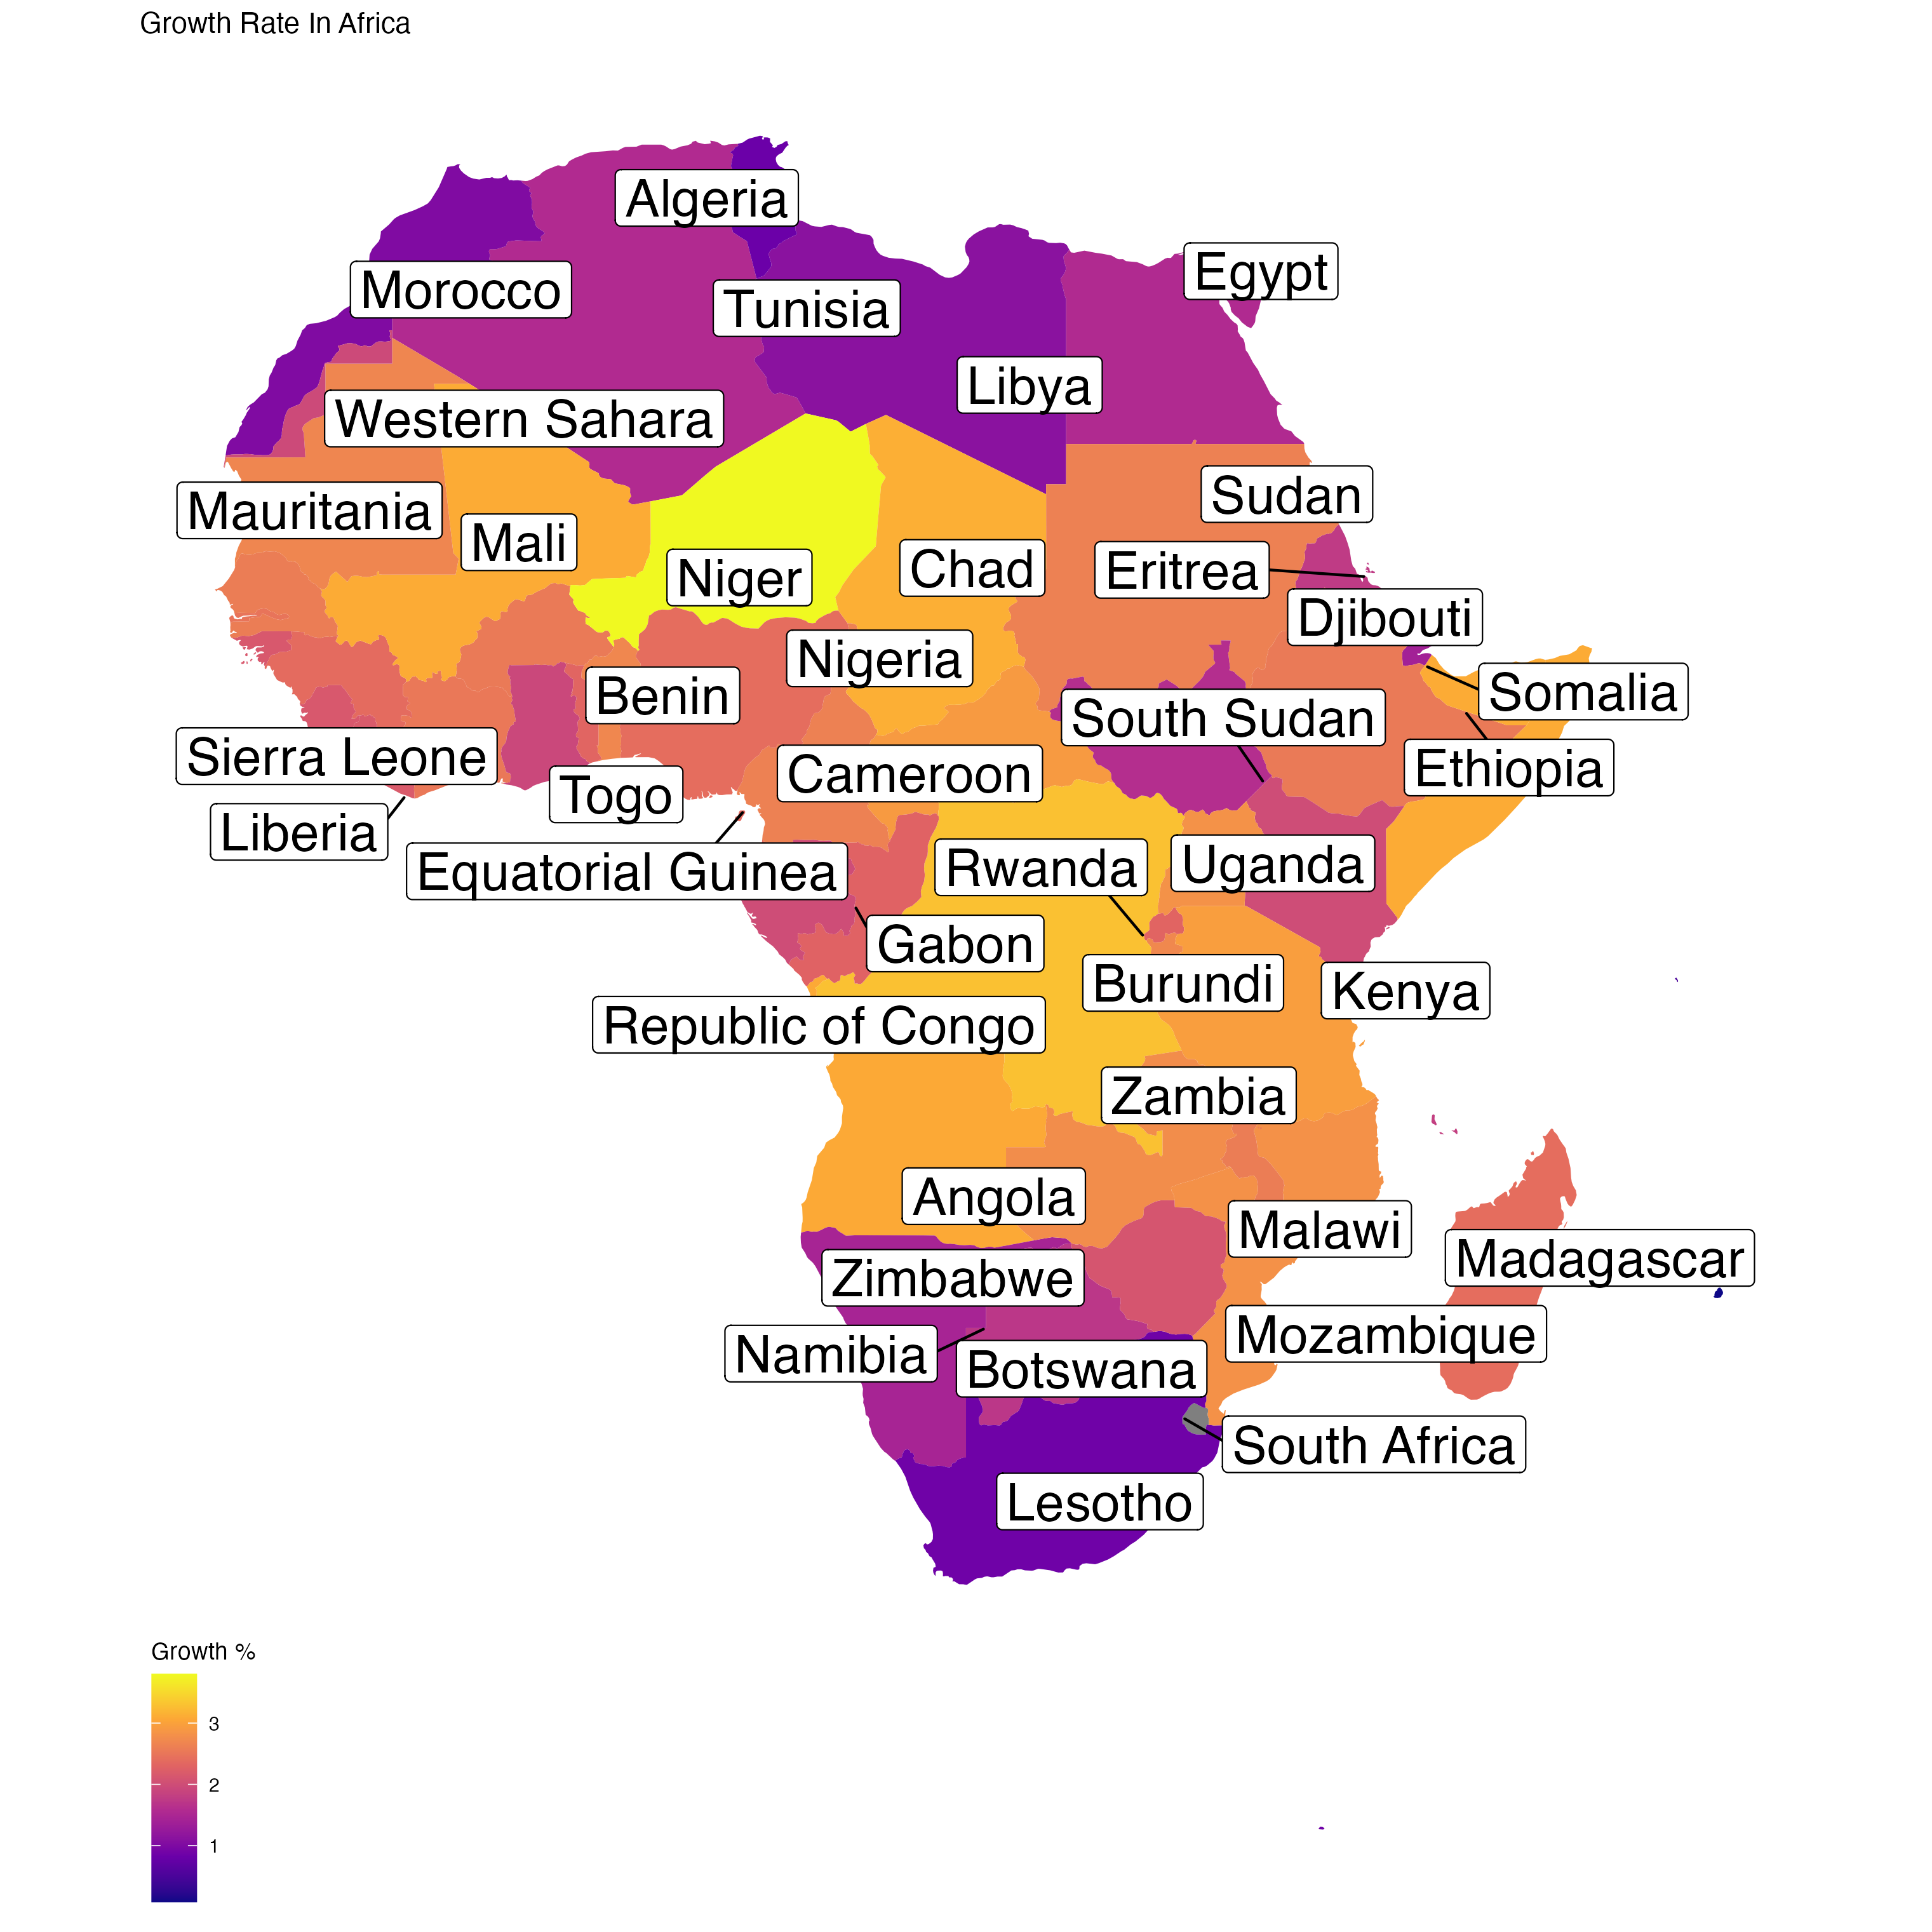 Growth Rate In Africa
Algeria
Egypt
Morocco
Tunisia
Libya
Western Sahara
Sudan
Mauritania
Mali
Niger
Chad
Eritrea
Djibouti
Nigeria
Benin
Somalia
South Sudan
Sierra Leone
Cameroon
Ethiopia
Togo
Liberia
Equatorial Guinea
Rwanda
Uganda
Gabon
Burundi
Kenya
Republic of Congo
Zambia
Angola
Malawi
Madagascar
Zimbabwe
Mozambique
Namibia
Botswana
South Africa
Lesotho
Growth %
3
2
1